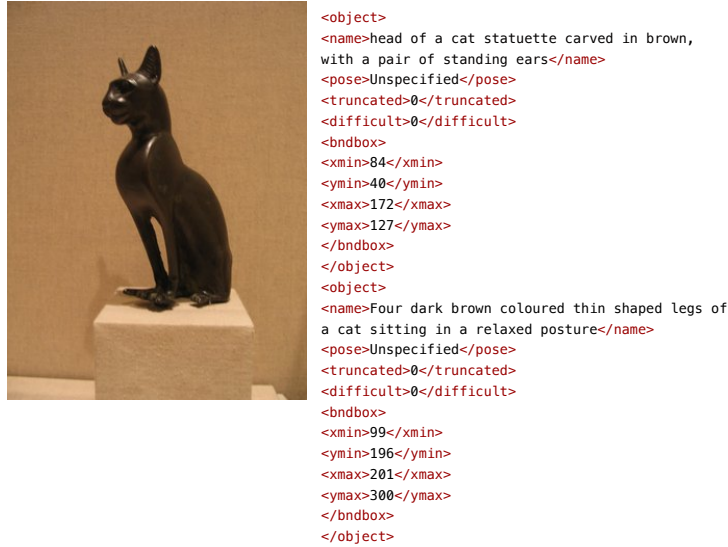 <object>
<name>head of a cat statuette carved in brown,
with a pair of standing ears</name>
<pose>Unspecified</pose>
<truncated>0</truncated>
<difficult>0</difficult>
<bndbox>
<xmin>84</xmin>
<ymin>40</ymin>
<xmax>172</xmax>
<ymax>127</ymax>
</bndbox>
</object>
<object>
<name>Four dark brown coloured thin shaped legs of
a cat sitting in a relaxed posture</name>
<pose>Unspecified</pose>
<truncated>0</truncated>
<difficult>0</difficult>
<bndbox>
<xmin>99</xmin>
<ymin>196</ymin>
<xmax>201</xmax>
<ymax>300</ymax>
</bndbox>
</object>